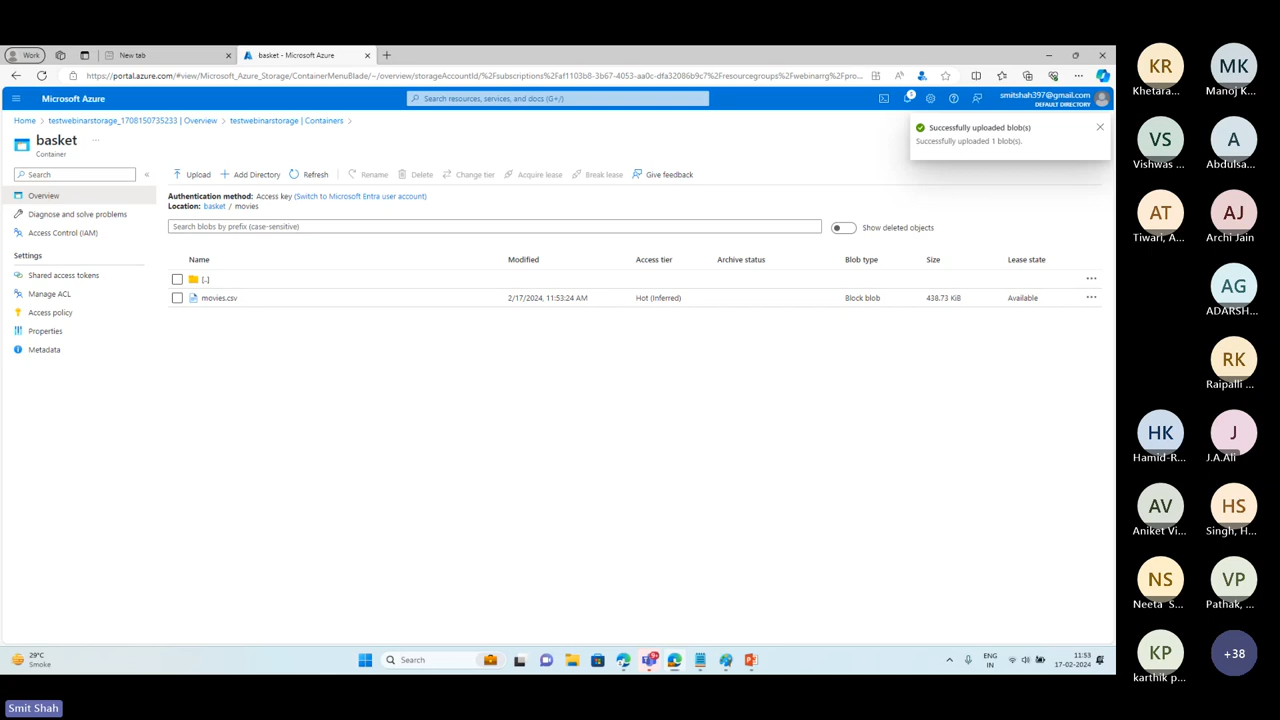 Work
New tab
basket - Microsoft Azure
https://portal.azure.com/#view/Microsoft_Azure_Storage/ContainerMenuBlade/~/overview/storageAccountId/%2Fsubscriptions%2Faf1103b8-3b67-4053-aa0c-dfa32086b9c7%2Fresourcegroups%2Fwebinarrg%2Fpro...
Microsoft Azure
Search resources, services, and docs (G+/)
5
smitshah397@gmail.com
DEFAULT DIRECTORY
Home > testwebinarstorage_1708150735233 | Overview > testwebinarstorage | Containers >
basket ...
Container
Successfully uploaded blob(s)
Successfully uploaded 1 blob(s).
Search
Upload Add Directory Refresh Rename Delete Change tier Acquire lease Break lease Give feedback
Overview
Diagnose and solve problems
Access Control (IAM)
Settings
Shared access tokens
Manage ACL
Access policy
Properties
Metadata
Authentication method: Access key (Switch to Microsoft Entra user account)
Location: basket / movies
Search blobs by prefix (case-sensitive)
Show deleted objects
Name Modified Access tier Archive status Blob type Size Lease state
[..]
movies.csv 2/17/2024, 11:53:24 AM Hot (Inferred) Block blob 438.73 KiB Available
29°C
Smoke
Search
ENG
IN
11:53
17-02-2024
KR
Khetara...
MK
Manoj K...
VS
Vishwas ...
A
Abdulsa...
AT
Tiwari, A...
AJ
Archi Jain
AG
ADARSH...
RK
Raipalli ...
HK
Hamid-R...
J
J.A.Ali
AV
Aniket Vi...
HS
Singh, H...
NS
Neeta S...
VP
Pathak, ...
KP
karthik p...
+38
Smit Shah